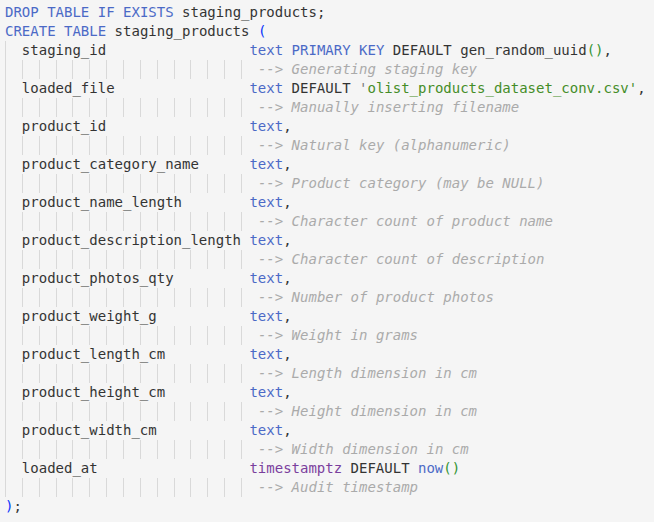 DROP TABLE IF EXISTS staging_products;
CREATE TABLE staging_products (
  staging_id                 text PRIMARY KEY DEFAULT gen_random_uuid(),
                              --> Generating staging key
  loaded_file                text DEFAULT 'olist_products_dataset_conv.csv',
                              --> Manually inserting filename
  product_id                 text,
                              --> Natural key (alphanumeric)
  product_category_name      text,
                              --> Product category (may be NULL)
  product_name_length        text,
                              --> Character count of product name
  product_description_length text,
                              --> Character count of description
  product_photos_qty         text,
                              --> Number of product photos
  product_weight_g           text,
                              --> Weight in grams
  product_length_cm          text,
                              --> Length dimension in cm
  product_height_cm          text,
                              --> Height dimension in cm
  product_width_cm           text,
                              --> Width dimension in cm
  loaded_at                  timestamptz DEFAULT now()
                              --> Audit timestamp
);